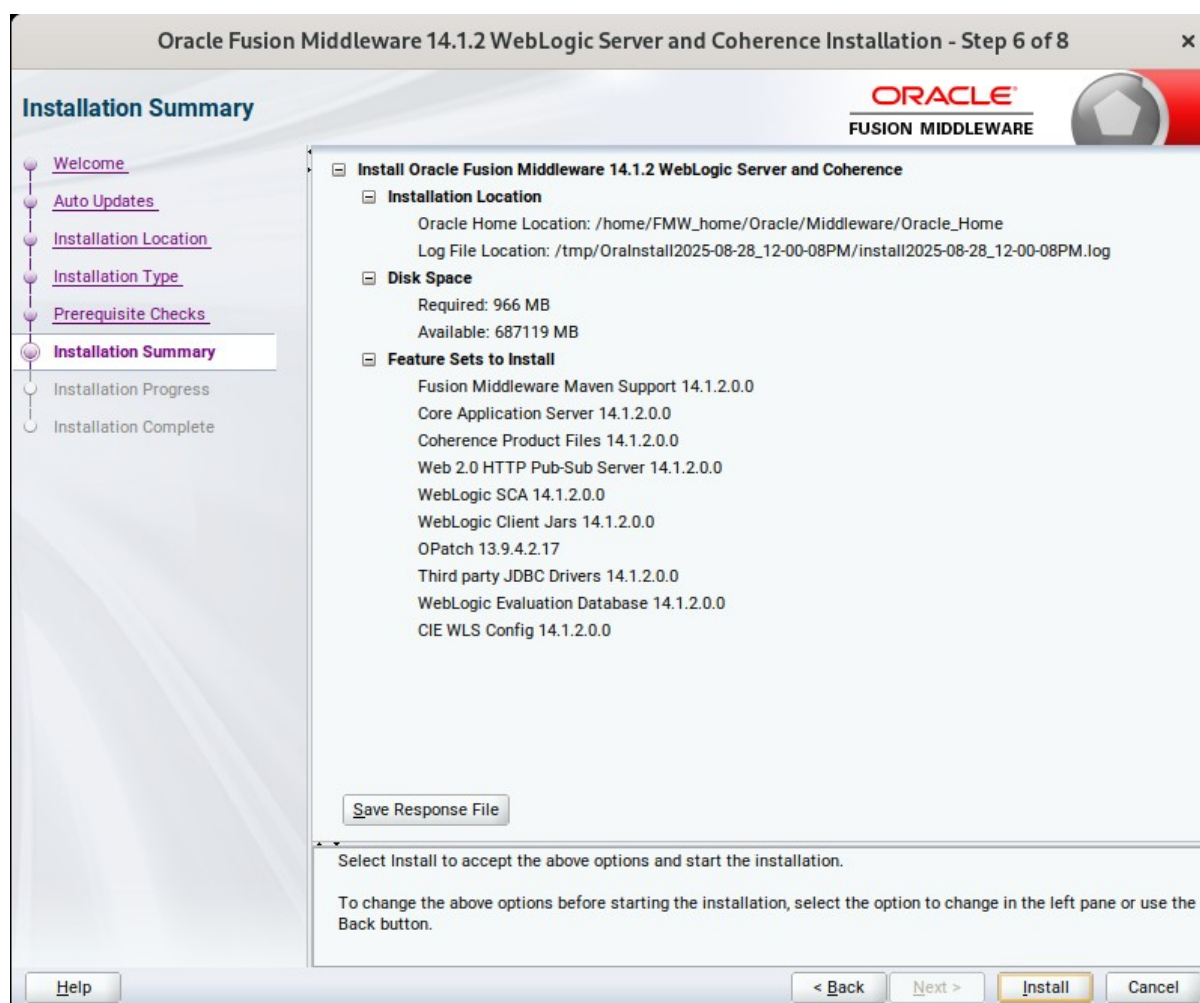 Oracle Fusion Middleware 14.1.2 WebLogic Server and Coherence Installation - Step 6 of 8
Installation Summary
ORACLE
FUSION MIDDLEWARE
Welcome
Auto Updates
Installation Location
Installation Type
Prerequisite Checks
Installation Summary
Installation Progress
Installation Complete
Install Oracle Fusion Middleware 14.1.2 WebLogic Server and Coherence
Installation Location
Oracle Home Location: /home/FMW_home/Oracle/Middleware/Oracle_Home
Log File Location: /tmp/OraInstall2025-08-28_12-00-08PM/install2025-08-28_12-00-08PM.log
Disk Space
Required: 966 MB
Available: 687119 MB
Feature Sets to Install
Fusion Middleware Maven Support 14.1.2.0.0
Core Application Server 14.1.2.0.0
Coherence Product Files 14.1.2.0.0
Web 2.0 HTTP Pub-Sub Server 14.1.2.0.0
WebLogic SCA 14.1.2.0.0
WebLogic Client Jars 14.1.2.0.0
OPatch 13.9.4.2.17
Third party JDBC Drivers 14.1.2.0.0
WebLogic Evaluation Database 14.1.2.0.0
CIE WLS Config 14.1.2.0.0
Save Response File
Select Install to accept the above options and start the installation.
To change the above options before starting the installation, select the option to change in the left pane or use the
Back button.
Help
< Back
Next >
Install
Cancel